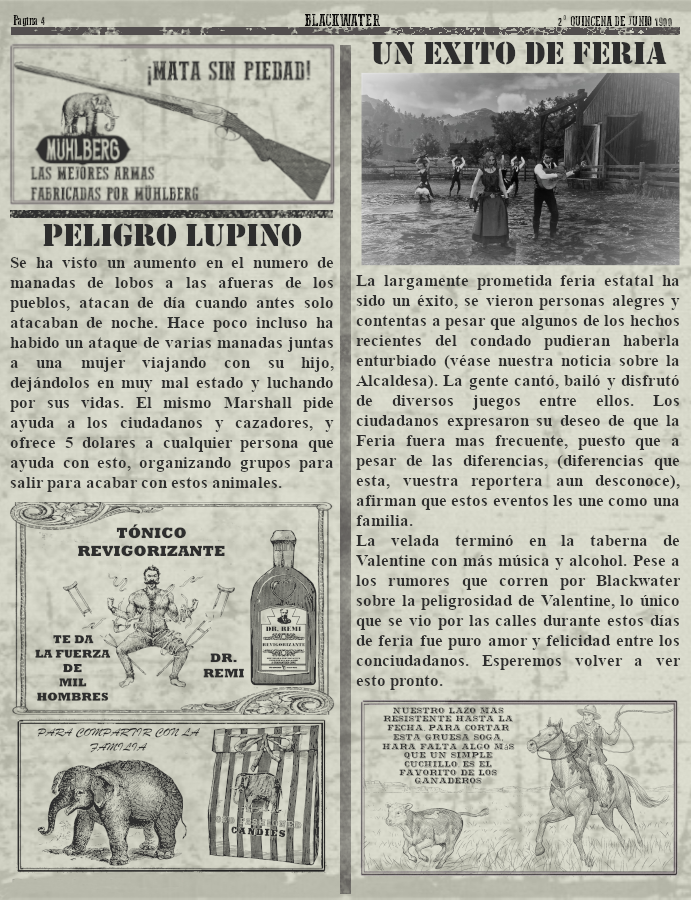 Pagina 4
BLACKWATER
2ª QUINCENA DE JUNIO 1900
¡MATA SIN PIEDAD!
MUHLBERG
LAS MEJORES ARMAS
FABRICADAS POR MÜHLBERG
PELIGRO LUPINO
Se ha visto un aumento en el numero de
manadas de lobos a las afueras de los
pueblos, atacan de día cuando antes solo
atacaban de noche. Hace poco incluso ha
habido un ataque de varias manadas juntas
a una mujer viajando con su hijo,
dejándolos en muy mal estado y luchando
por sus vidas. El mismo Marshall pide
ayuda a los ciudadanos y cazadores, y
ofrece 5 dolares a cualquier persona que
ayuda con esto, organizando grupos para
salir para acabar con estos animales.
TÓNICO
REVIGORIZANTE
TE DA
LA FUERZA
DE
MIL
HOMBRES
DR.
REMI
DR. REMI
REVIGORIZANTE
PARA COMPARTIR CON LA
FAMILIA
CANDIES
UN EXITO DE FERIA
La largamente prometida feria estatal ha
sido un éxito, se vieron personas alegres y
contentas a pesar que algunos de los hechos
recientes del condado pudieran haberla
enturbiado (véase nuestra noticia sobre la
Alcaldesa). La gente cantó, bailó y disfrutó
de diversos juegos entre ellos. Los
ciudadanos expresaron su deseo de que la
Feria fuera mas frecuente, puesto que a
pesar de las diferencias, (diferencias que
esta, vuestra reportera aun desconoce),
afirman que estos eventos les une como una
familia.
La velada terminó en la taberna de
Valentine con más música y alcohol. Pese a
los rumores que corren por Blackwater
sobre la peligrosidad de Valentine, lo único
que se vio por las calles durante estos días
de feria fue puro amor y felicidad entre los
conciudadanos. Esperemos volver a ver
esto pronto.
NUESTRO LAZO MAS
RESISTENTE HASTA LA
FECHA. PARA CORTAR
ESTA GRUESA SOGA,
HARA FALTA ALGO MáS
QUE UN SIMPLE
CUCHILLO. ES EL
FAVORITO DE LOS
GANADEROS